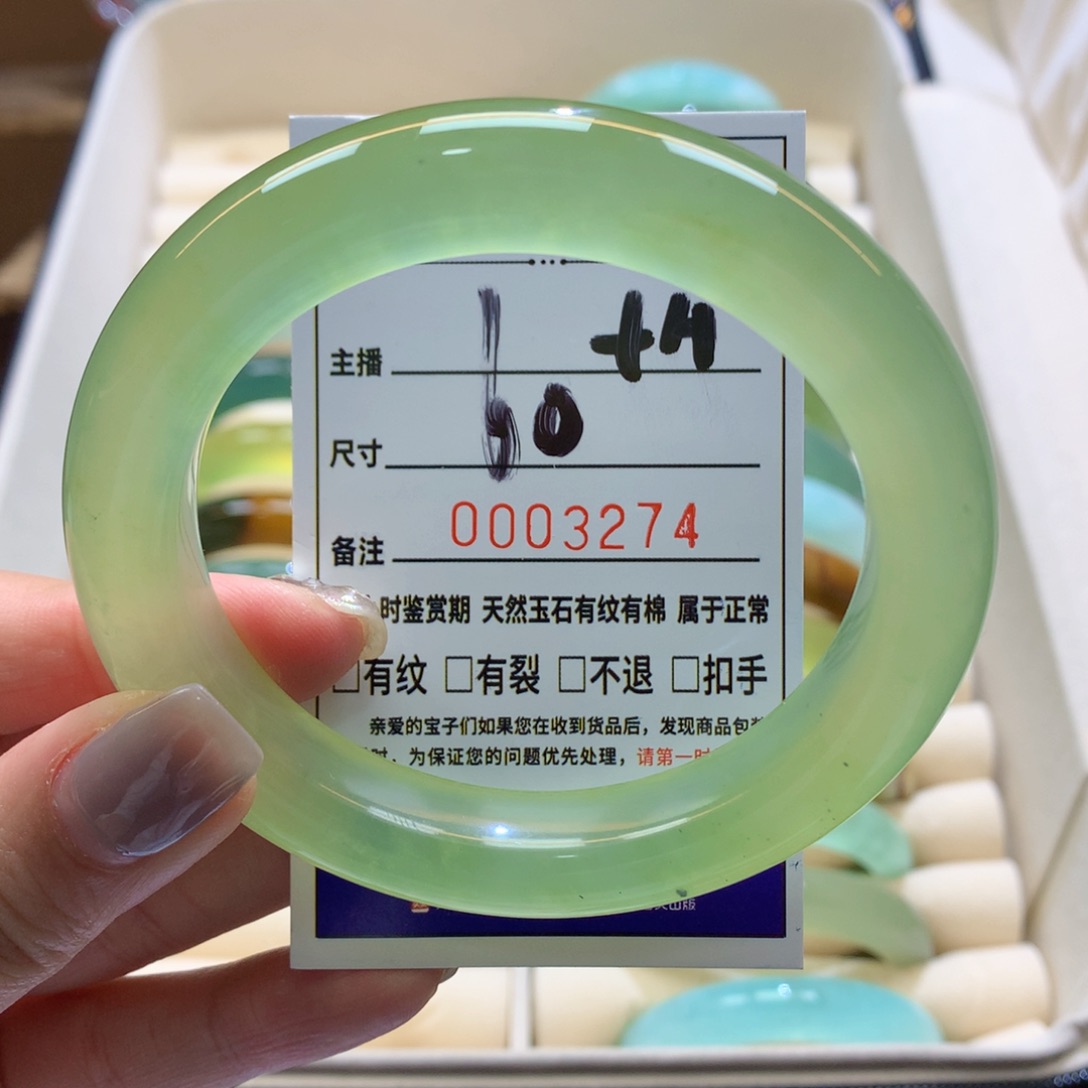 主播
尺寸 60
备注 0003274
时鉴赏期 天然玉石有纹有棉 属于正常
□有纹 □有裂 □不退 □扣手
亲爱的宝子们如果您在收到货品后，发现商品包
时，为保证您的问题优先处理，请第一时
出版